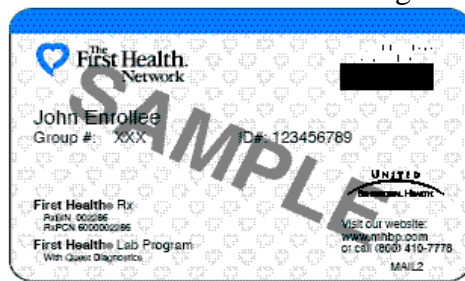 The
First Health.
Network
John Enrollee
Group #: XXX ID#: 123456789
SAMPLE
UNITED
BEHAVIORAL HEALTH
First Health® Rx
RxBIN 002286
RxPCN 6000002286
First Health® Lab Program
With Quest Diagnostics
Visit our website:
www.mhbp.com
or call (800) 410-7778
MAIL2